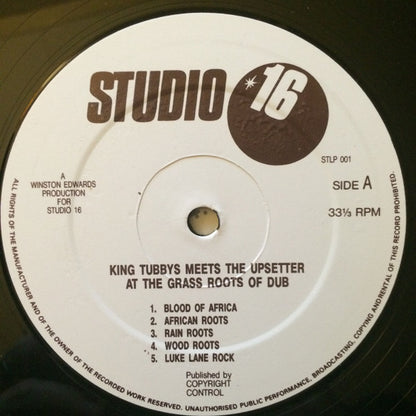 STUDIO 16
STLP 001
A
WINSTON EDWARDS
PRODUCTION
FOR
STUDIO 16
SIDE A
33⅓ RPM
KING TUBBYS MEETS THE UPSETTER
AT THE GRASS ROOTS OF DUB
1. BLOOD OF AFRICA
2. AFRICAN ROOTS
3. RAIN ROOTS
4. WOOD ROOTS
5. LUKE LANE ROCK
Published by
COPYRIGHT
CONTROL
ALL RIGHTS OF THE MANUFACTURER AND OF THE OWNER OF THE RECORDED WORK RESERVED. UNAUTHORISED PUBLIC PERFORMANCE, BROADCASTING, COPYING AND RENTAL OF THIS RECORD PROHIBITED.